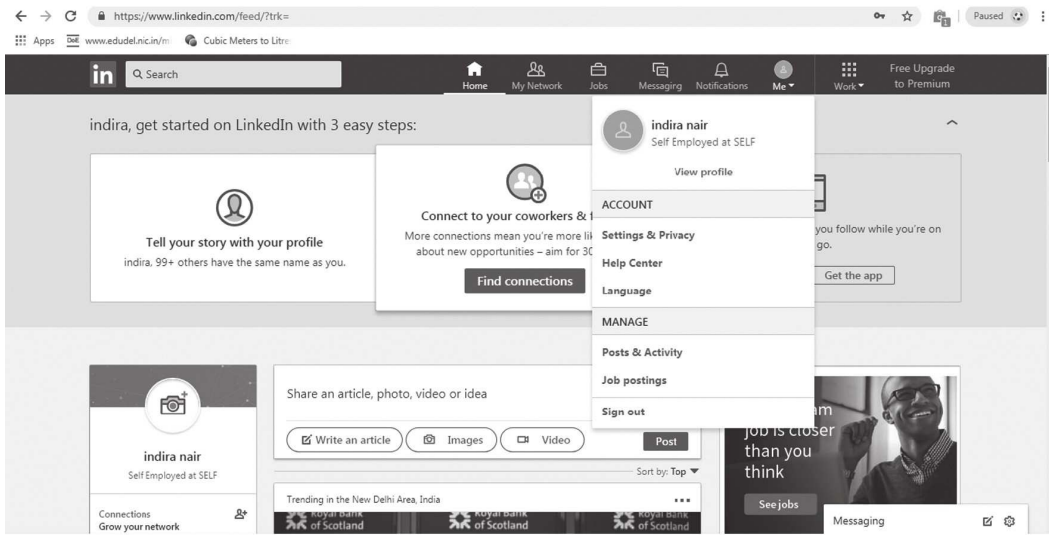 https://www.linkedin.com/feed/?trk=
Paused
Apps
DoE
www.edudel.nic.in/m
Cubic Meters to Litre
in
Search
Home
My Network
Jobs
Messaging
Notifications
Me
Work
Free Upgrade
to Premium
indira, get started on LinkedIn with 3 easy steps:
Tell your story with your profile
indira, 99+ others have the same name as you.
Connect to your coworkers &
More connections mean you're more
about new opportunities – aim for 30
Find connections
indira nair
Self Employed at SELF
View profile
ACCOUNT
Settings & Privacy
Help Center
Language
MANAGE
Posts & Activity
Job postings
Sign out
you follow while you're on
go.
Get the app
indira nair
Self Employed at SELF
Connections
Grow your network
Share an article, photo, video or idea
Write an article
Images
Video
Post
Sort by: Top
Trending in the New Delhi Area, India
Royal Bank
of Scotland
Royal Bank
of Scotland
Royal Bank
of Scotland
job is closer
than you
think
See jobs
Messaging